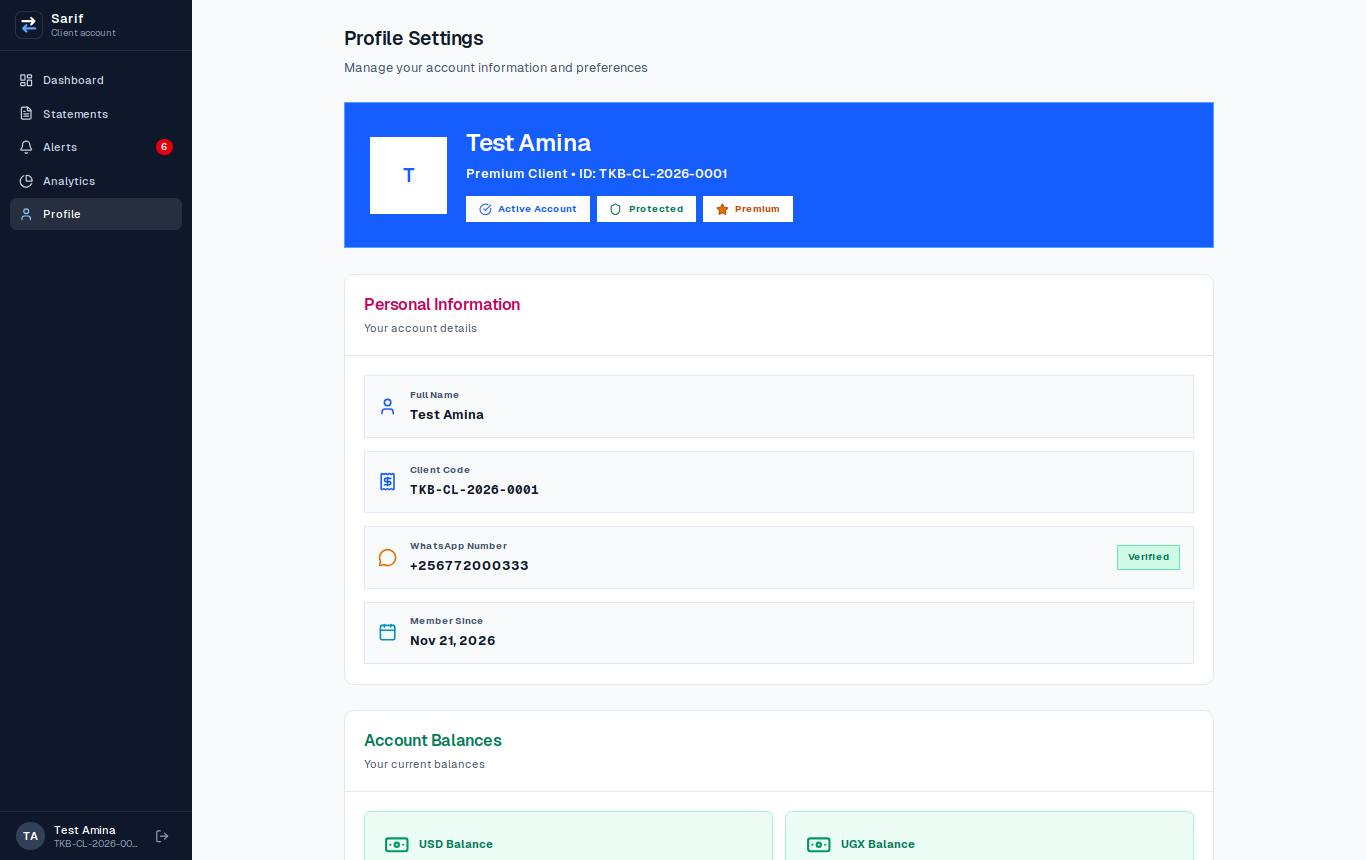 Sarif
Client account
Dashboard
Statements
Alerts 6
Analytics
Profile
Test Amina
TA
TKB-CL-2026-00...
Profile Settings
Manage your account information and preferences
T
Test Amina
Premium Client • ID: TKB-CL-2026-0001
Active Account Protected Premium
Personal Information
Your account details
Full Name
Test Amina
Client Code
TKB-CL-2026-0001
WhatsApp Number
+256772000333
Verified
Member Since
Nov 21, 2026
Account Balances
Your current balances
USD Balance UGX Balance